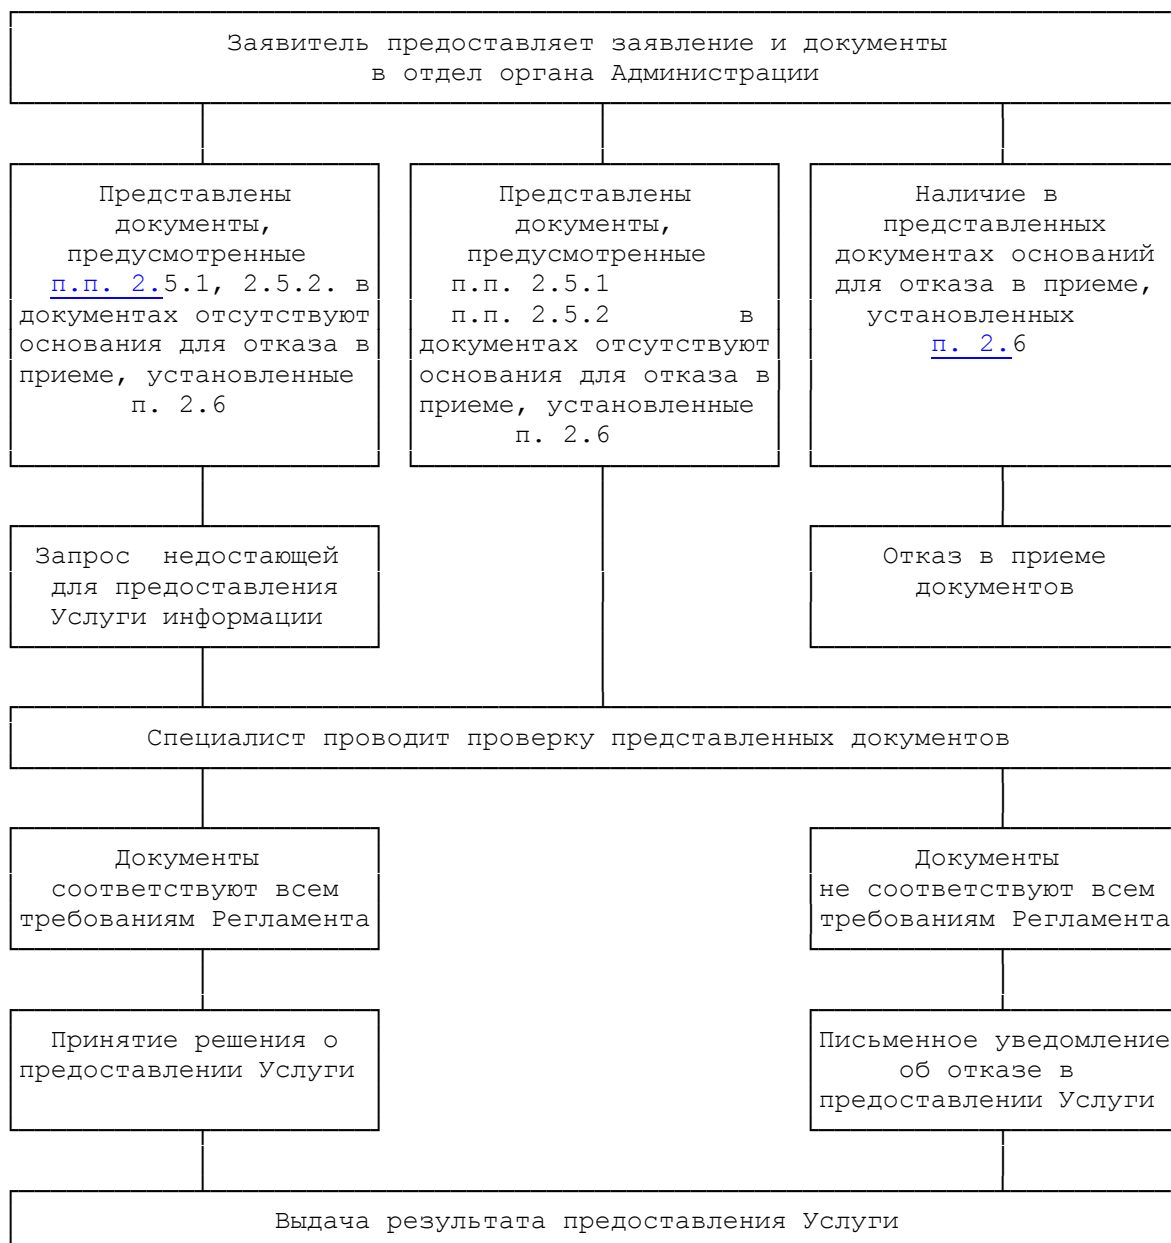 Заявитель предоставляет заявление и документы
в отдел органа Администрации
Представлены
документы,
предусмотренные
п.п. 2.5.1, 2.5.2. в
документах отсутствуют
основания для отказа в
приеме, установленные
п. 2.6
Представлены
документы,
предусмотренные
п.п. 2.5.1
п.п. 2.5.2 в
документах отсутствуют
основания для отказа в
приеме, установленные
п. 2.6
Наличие в
представленных
документах оснований
для отказа в приеме,
установленных
п. 2.6
Запрос недостающей
для предоставления
Услуги информации
Отказ в приеме
документов
Специалист проводит проверку представленных документов
Документы
соответствуют всем
требованиям Регламента
Документы
не соответствуют всем
требованиям Регламента
Принятие решения о
предоставлении Услуги
Письменное уведомление
об отказе в
предоставлении Услуги
Выдача результата предоставления Услуги